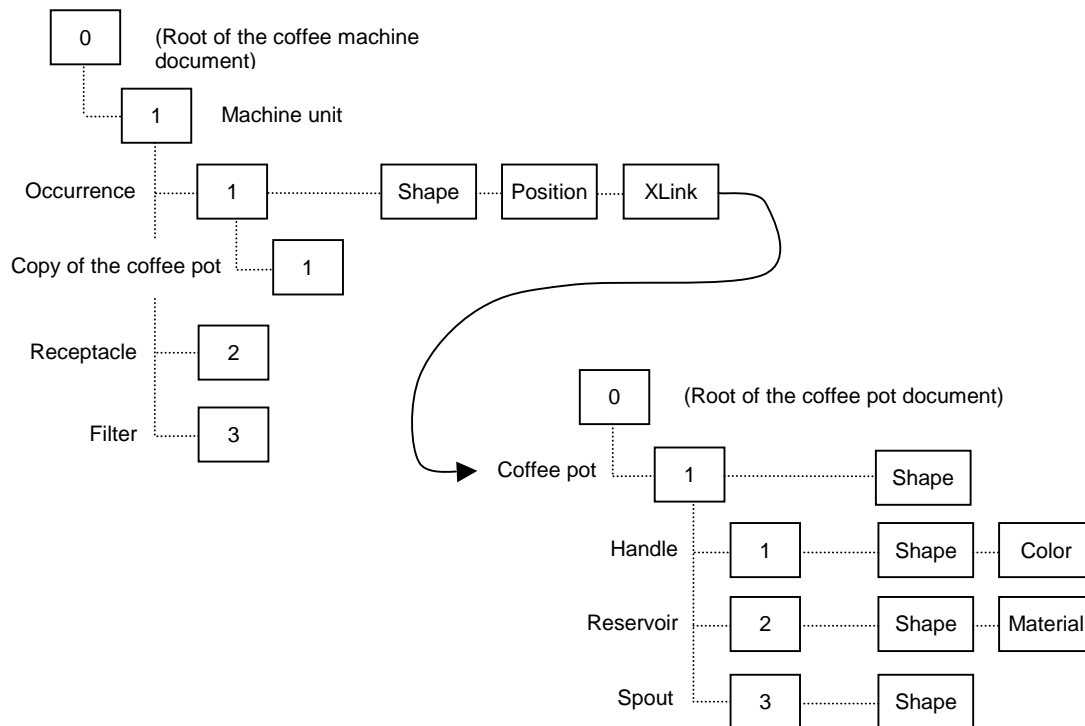 0
(Root of the coffee machine
document)
1
Machine unit
Occurrence
1
Shape
Position
XLink
Copy of the coffee pot
1
Receptacle
2
Filter
3
0
(Root of the coffee pot document)
Coffee pot
1
Shape
Handle
1
Shape
Color
Reservoir
2
Shape
Material
Spout
3
Shape